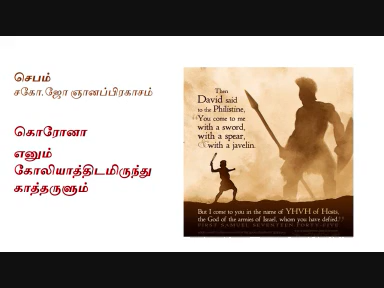 செபம்
சகோ.ஜோ ஞானப்பிரகாசம்
கொரோனா
எனும்
கோலியாத்திடமிருந்து
காத்தருளும்
Then
David said
to the Philistine,
"You come to me
with a sword,
with a spear,
& with a javelin.
But I come to you in the name of YHVH of Hosts,
the God of the armies of Israel, whom you have defied."
FIRST SAMUEL SEVENTEEN FORTY-FIVE